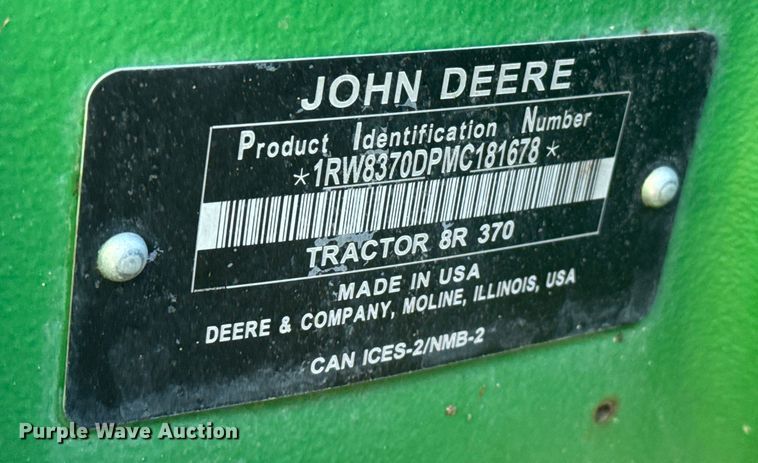 JOHN DEERE
Product Identification Number
*1RW8370DPMC181678*
TRACTOR 8R 370
MADE IN USA
DEERE & COMPANY, MOLINE, ILLINOIS, USA
CAN ICES-2/NMB-2
Purple Wave Auction